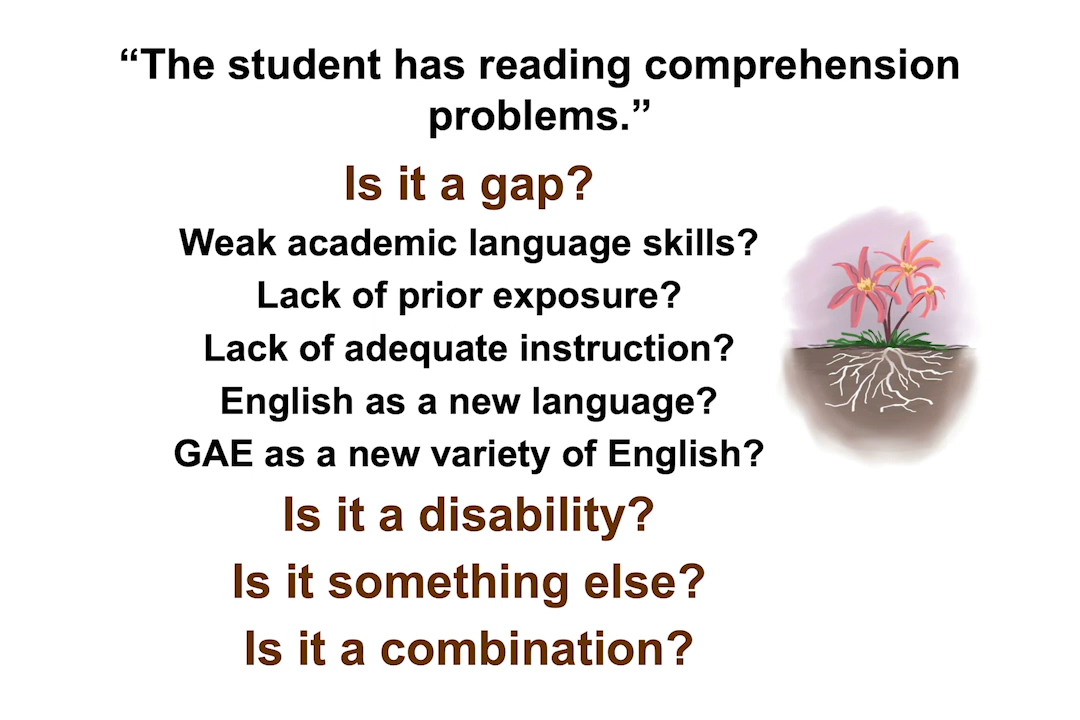 “The student has reading comprehension
problems.”
Is it a gap?
Weak academic language skills?
Lack of prior exposure?
Lack of adequate instruction?
English as a new language?
GAE as a new variety of English?
Is it a disability?
Is it something else?
Is it a combination?